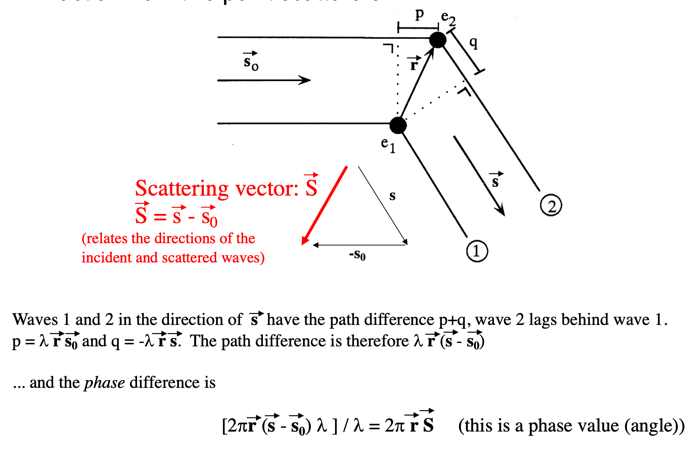 p
e₂
q
s₀
r
e₁
s
②
①
Scattering vector: S
S = s - s₀
(relates the directions of the
incident and scattered waves)
s
-s₀
Waves 1 and 2 in the direction of s have the path difference p+q, wave 2 lags behind wave 1.
p = λ r s₀ and q = -λ r s. The path difference is therefore λ r (s - s₀)
... and the phase difference is
[2πr (s - s₀) λ ] / λ = 2π r S (this is a phase value (angle))